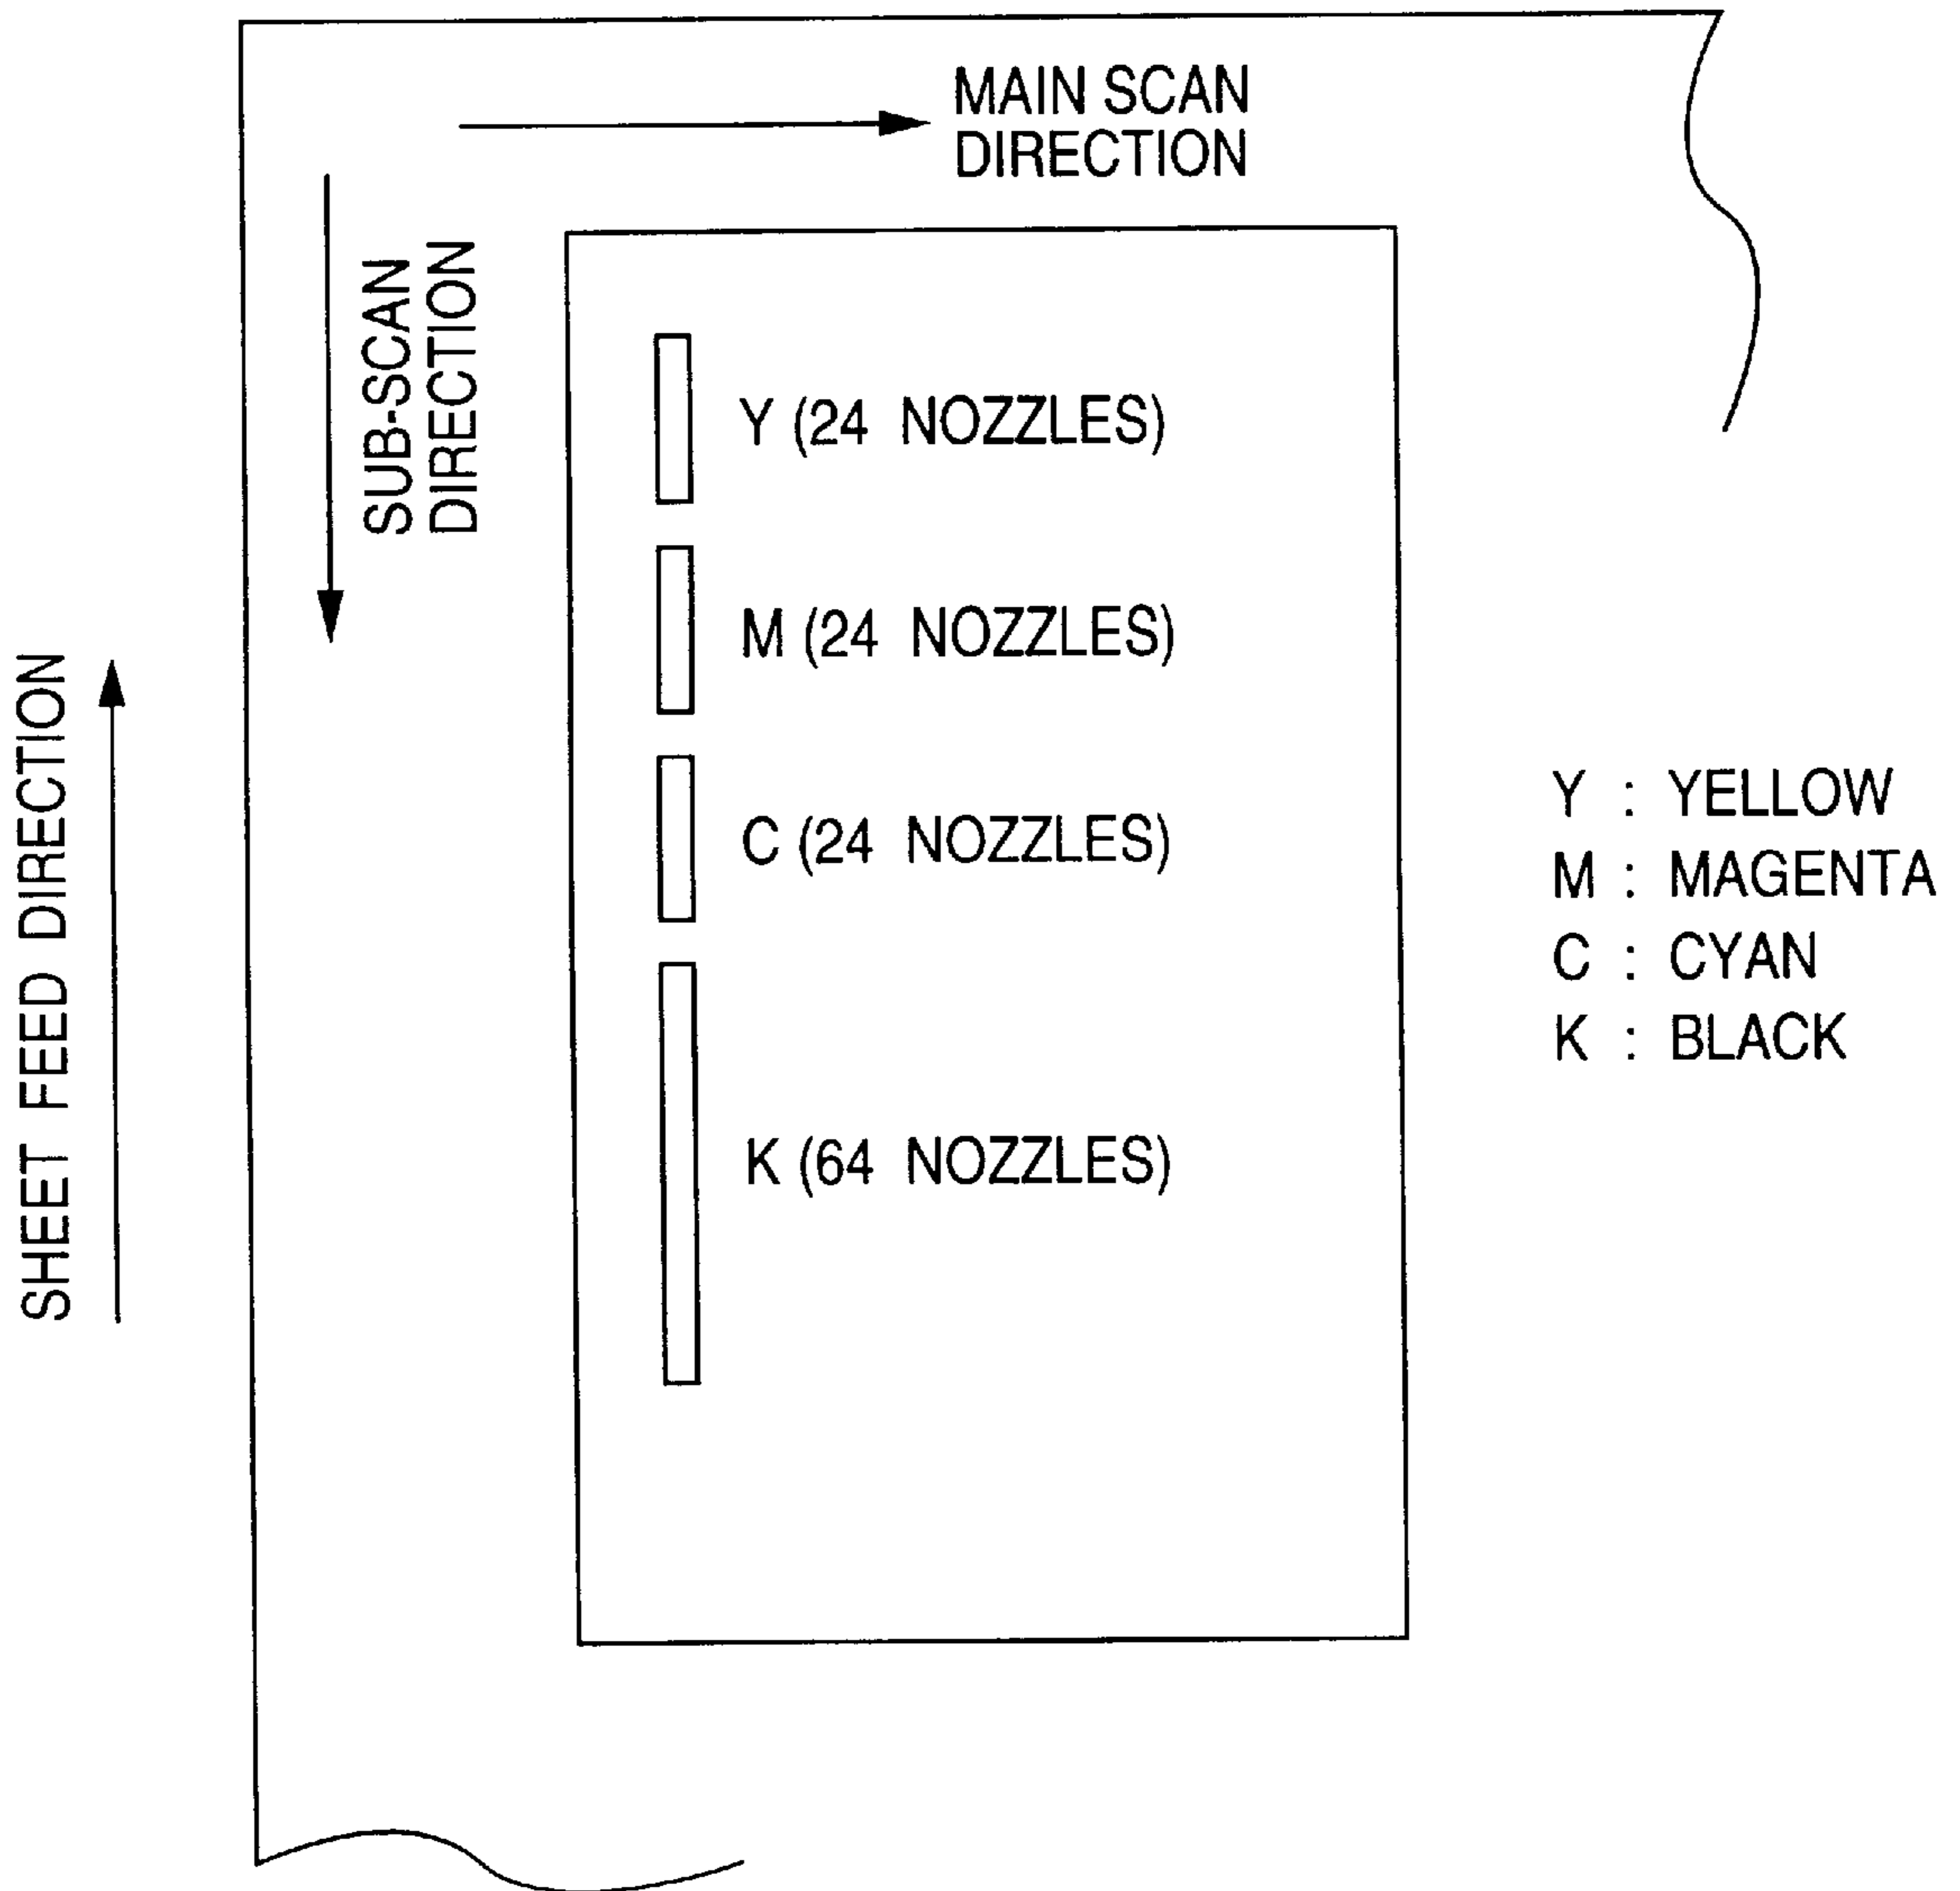 MAIN SCAN
DIRECTION
SUB-SCAN
DIRECTION
SHEET FEED DIRECTION
Y (24 NOZZLES)
M (24 NOZZLES)
C (24 NOZZLES)
K (64 NOZZLES)
Y : YELLOW
M : MAGENTA
C : CYAN
K : BLACK